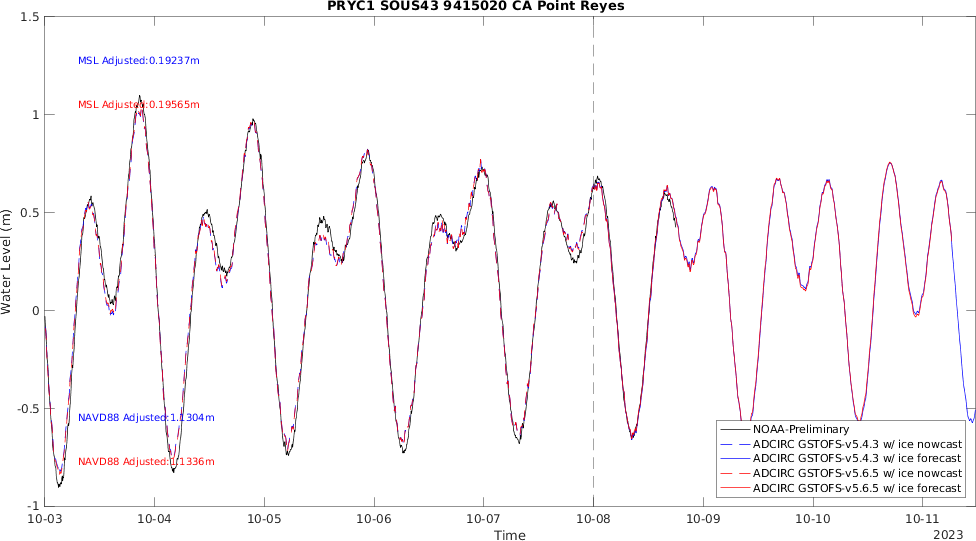 PRYC1 SOUS43 9415020 CA Point Reyes
1.5
MSL Adjusted:0.19237m
1
MSL Adjusted:0.19565m
0.5
Water Level (m)
0
-0.5
NAVD88 Adjusted:1.1304m
NAVD88 Adjusted:1.1336m
-1
NOAA-Preliminary
ADCIRC GSTOFS-v5.4.3 w/ ice nowcast
ADCIRC GSTOFS-v5.4.3 w/ ice forecast
ADCIRC GSTOFS-v5.6.5 w/ ice nowcast
ADCIRC GSTOFS-v5.6.5 w/ ice forecast
10-03 10-04 10-05 10-06 10-07 10-08 10-09 10-10 10-11
Time
2023